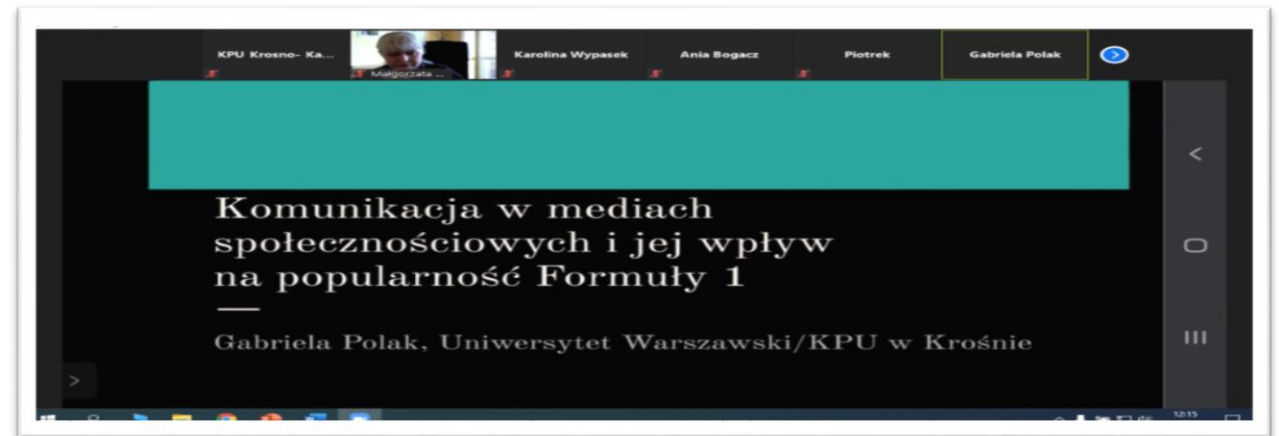 KPU Krosno- Ka...
Małgorzata ...
Karolina Wypasek
Ania Bogacz
Piotrek
Gabriela Polak
Komunikacja w mediach
społecznościowych i jej wpływ
na popularność Formuły 1
Gabriela Polak, Uniwersytet Warszawski/KPU w Krośnie
12:15